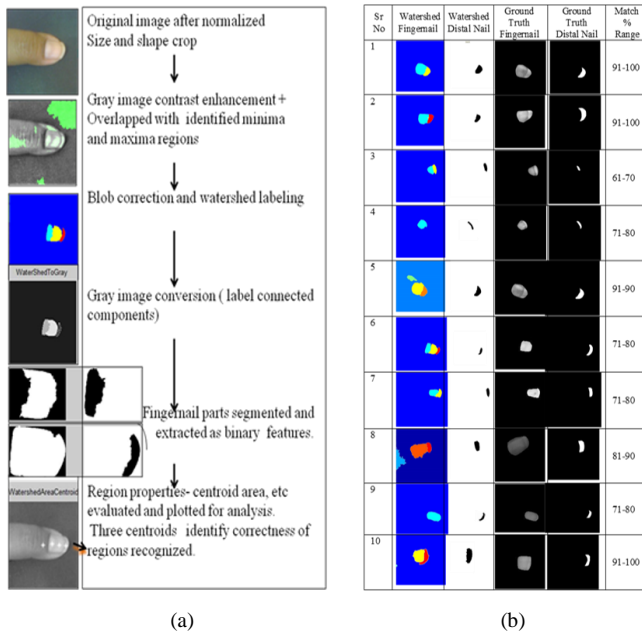 Original image after normalized
Size and shape crop
Gray image contrast enhancement +
Overlapped with identified minima
and maxima regions
Blob correction and watershed labeling
WaterShedToGray
Gray image conversion ( label connected
components)
Fingernail parts segmented and
extracted as binary features.
WatershedAreaCentroid
Region properties- centroid area, etc
evaluated and plotted for analysis.
Three centroids identify correctness of
regions recognized.
(a)
Sr No Watershed Fingernail Watershed Distal Nail Ground Truth Fingernail Ground Truth Distal Nail Match % Range
1 91-100
2 91-100
3 61-70
4 71-80
5 91-90
6 71-80
7 71-80
8 81-90
9 71-80
10 91-100
(b)